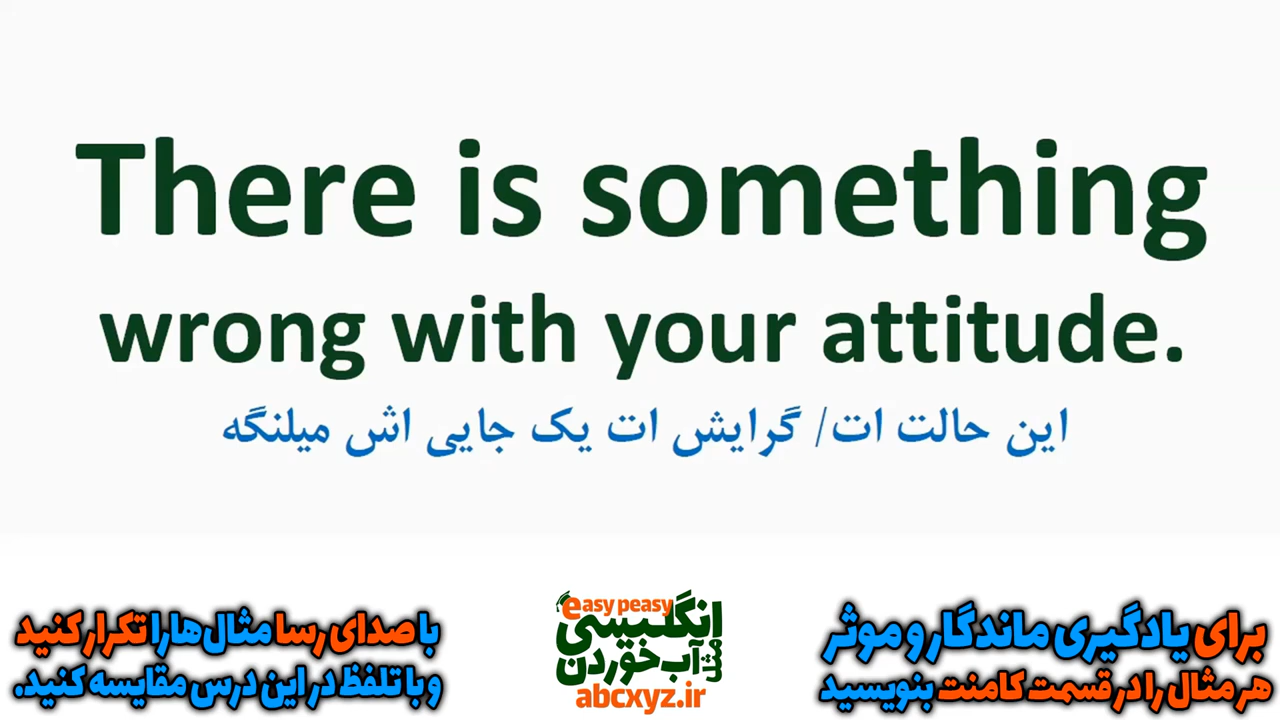 There is something
wrong with your attitude.
این حالت ات/ گرایش ات یک جایی اش میلنگه
برای یادگیری ماندگار و موثر
هر مثال را در قسمت کامنت بنویسید
easy peasy
انگلیسی
مثل آب خوردن
abcxyz.ir
با صدای رسا مثال‌ها را تکرار کنید
و با تلفظ در این درس مقایسه کنید.